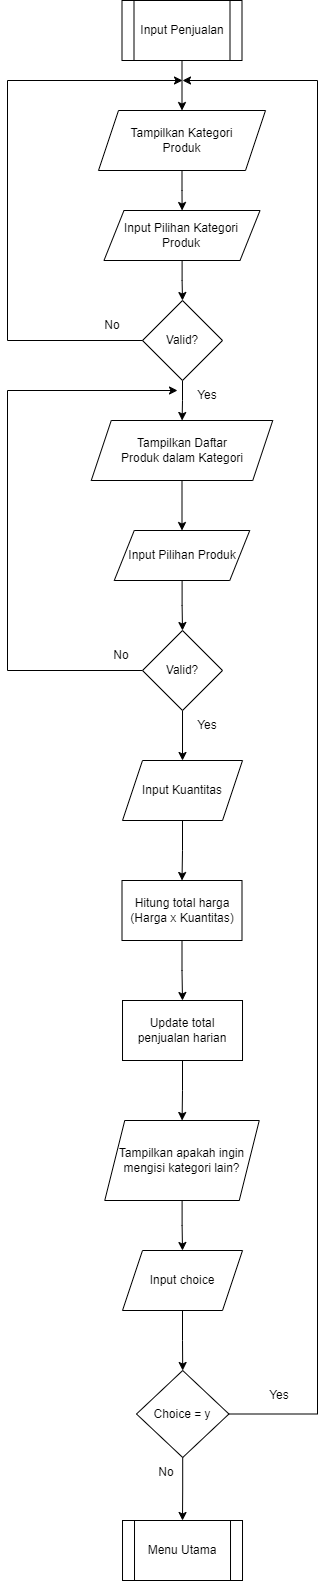 Input Penjualan
Tampilkan Kategori
Produk
Input Pilihan Kategori
Produk
No
Valid?
Yes
Tampilkan Daftar
Produk dalam Kategori
Input Pilihan Produk
No
Valid?
Yes
Input Kuantitas
Hitung total harga
(Harga x Kuantitas)
Update total
penjualan harian
Tampilkan apakah ingin
mengisi kategori lain?
Input choice
Yes
Choice = y
No
Menu Utama